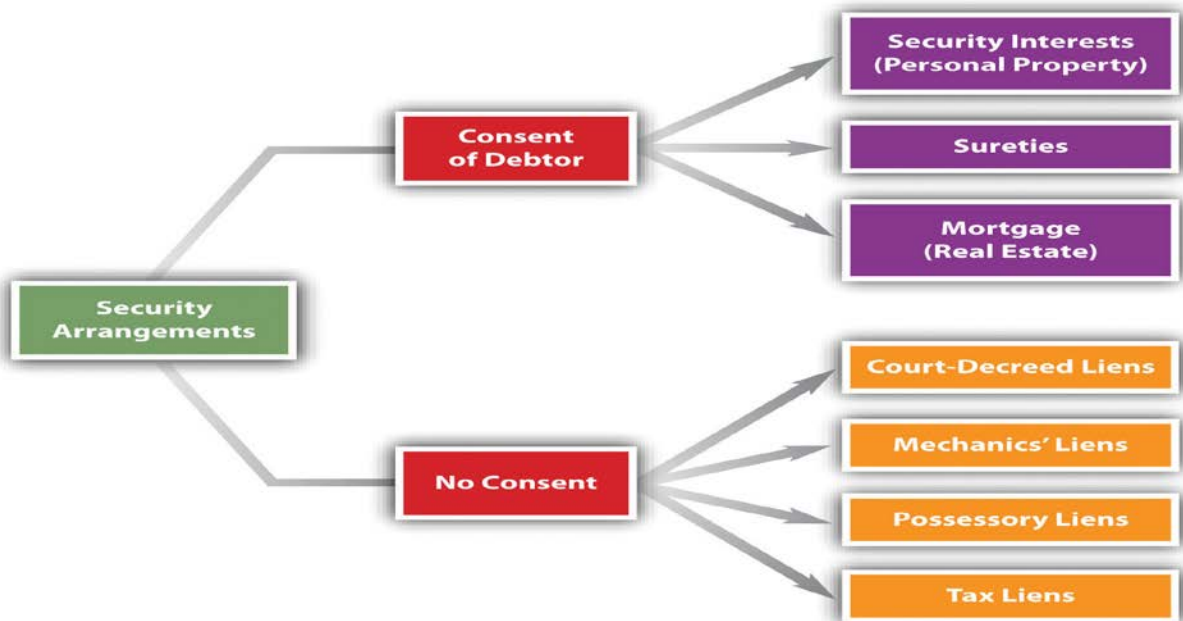 Security Interests
(Personal Property)
Consent
of Debtor
Sureties
Mortgage
(Real Estate)
Security
Arrangements
Court-Decreed Liens
Mechanics’ Liens
No Consent
Possessory Liens
Tax Liens